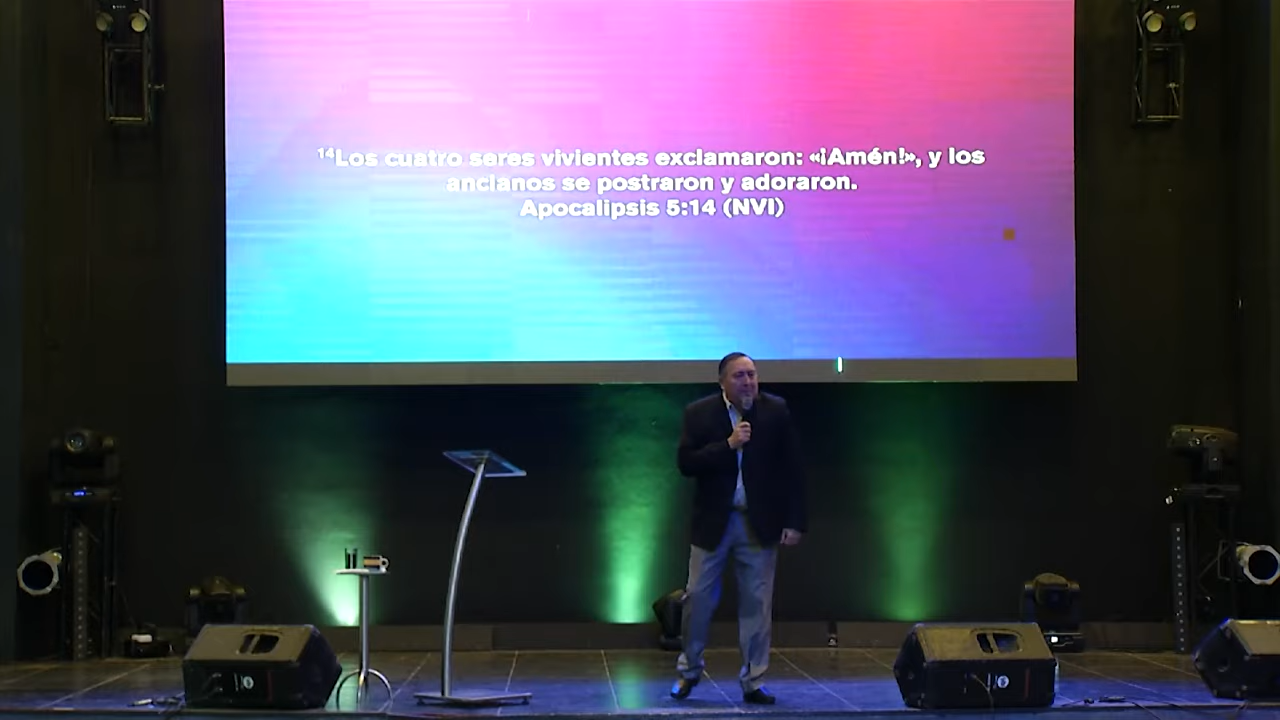 ¹⁴Los cuatro seres vivientes exclamaron: «¡Amén!», y los
ancianos se postraron y adoraron.
Apocalipsis 5:14 (NVI)